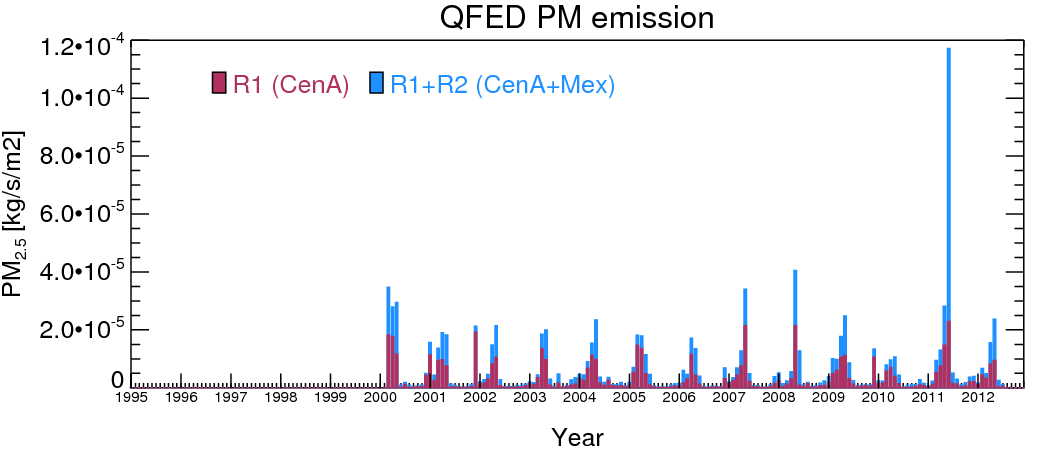 QFED PM emission
1.2•10-4
1.0•10-4
8.0•10-5
6.0•10-5
4.0•10-5
2.0•10-5
0
PM2.5 [kg/s/m2]
R1 (CenA) R1+R2 (CenA+Mex)
1995 1996 1997 1998 1999 2000 2001 2002 2003 2004 2005 2006 2007 2008 2009 2010 2011 2012
Year